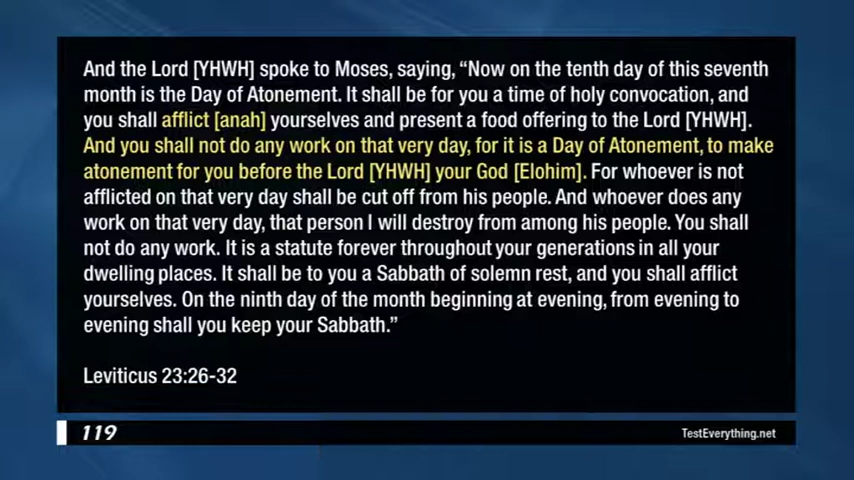 And the Lord [YHWH] spoke to Moses, saying, “Now on the tenth day of this seventh
month is the Day of Atonement. It shall be for you a time of holy convocation, and
you shall afflict [anah] yourselves and present a food offering to the Lord [YHWH].
And you shall not do any work on that very day, for it is a Day of Atonement, to make
atonement for you before the Lord [YHWH] your God [Elohim]. For whoever is not
afflicted on that very day shall be cut off from his people. And whoever does any
work on that very day, that person I will destroy from among his people. You shall
not do any work. It is a statute forever throughout your generations in all your
dwelling places. It shall be to you a Sabbath of solemn rest, and you shall afflict
yourselves. On the ninth day of the month beginning at evening, from evening to
evening shall you keep your Sabbath.”
Leviticus 23:26-32
119
TestEverything.net